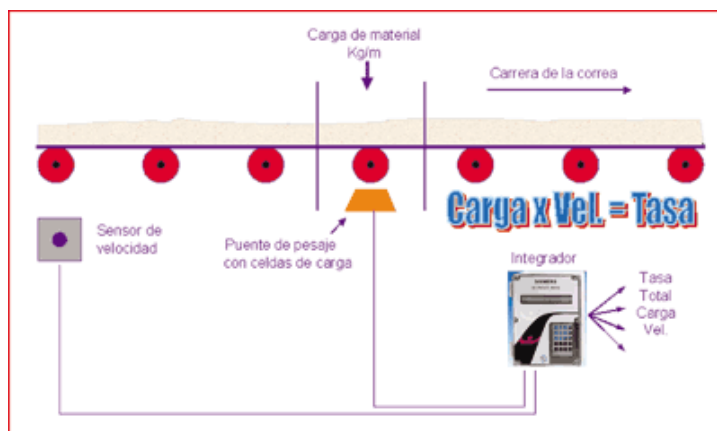 Carga de material
Kg/m
Carrera de la correa
Carga x Vel. = Tasa
Sensor de
velocidad
Puente de pesaje
con celdas de carga
Integrador
SIEMENS
Tasa
Total
Carga
Vel.